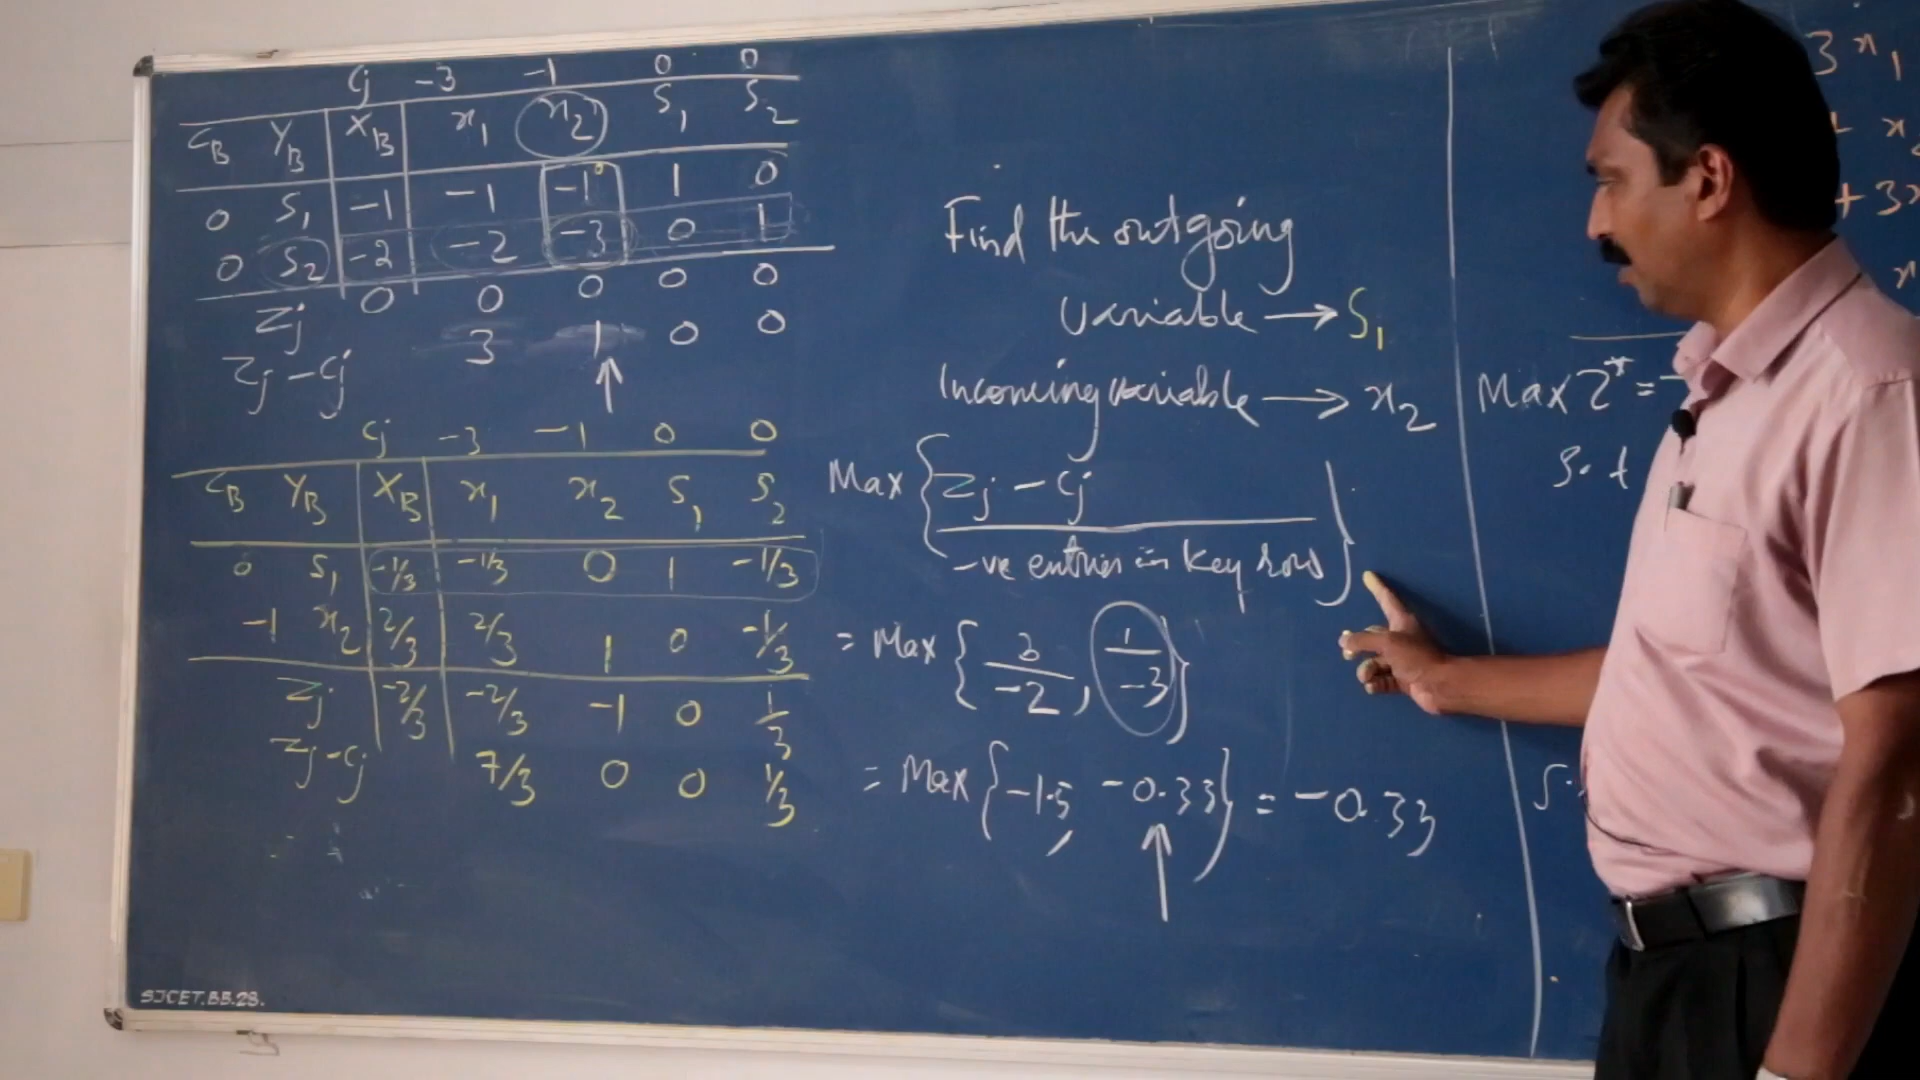 Cj -3 -1 0 0
CB YB XB x1 x2 S1 S2
0 S1 -1 -1 -1 1 0
0 S2 -2 -2 -3 0 1
Zj 0 0 0 0 0
Zj - Cj 3 1 0 0
Cj -3 -1 0 0
CB YB XB x1 x2 S1 S2
0 S1 -1/3 -1/3 0 1 -1/3
-1 x2 2/3 2/3 1 0 -1/3
Zj -2/3 -2/3 -1 0 1/3
Zj - Cj 7/3 0 0 1/3
SJCET.BB.28.
Find the outgoing
variable → S1
Incoming variable → x2
Max { Zj - Cj
-ve entries in key row }
= Max { 3/-2, 1/-3 }
= Max { -1.5, -0.33 } = -0.33
3x1
+ x2
+ 3x
x
Max Z* = -
S.t
S.